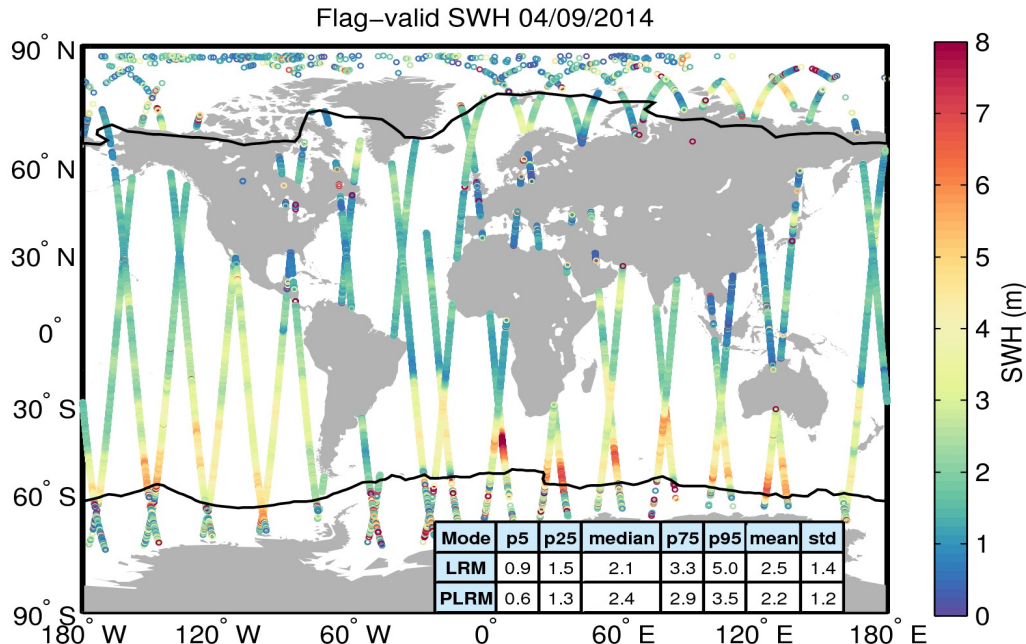 Flag−valid SWH 04/09/2014
90° N
60° N
30° N
0°
30° S
60° S
90° S
180° W
120° W
60° W
0°
60° E
120° E
180° E
Mode p5 p25 median p75 p95 mean std
LRM 0.9 1.5 2.1 3.3 5.0 2.5 1.4
PLRM 0.6 1.3 2.4 2.9 3.5 2.2 1.2
8
7
6
5
4
3
2
1
0
SWH (m)